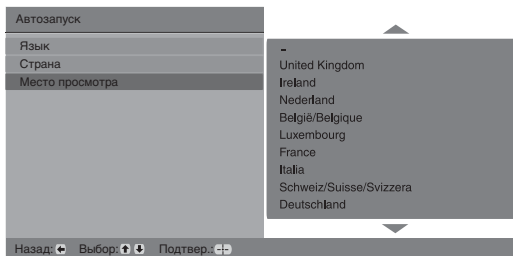 Автозапуск
Язык
Страна
Место просмотра
-
United Kingdom
Ireland
Nederland
België/Belgique
Luxembourg
France
Italia
Schweiz/Suisse/Svizzera
Deutschland
Назад: Выбор: Подтвер.: